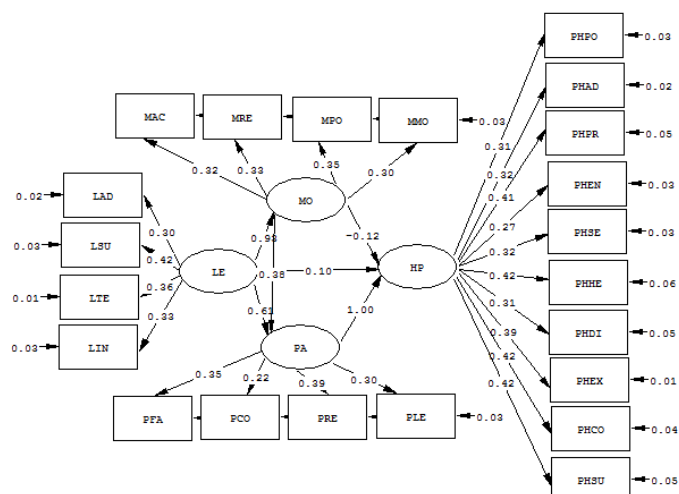 PHPO
0.03
PHAD
0.02
PHPR
0.05
PHEN
0.03
PHSE
0.03
PHHE
0.06
PHDI
0.05
PHEX
0.01
PHCO
0.04
PHSU
0.05
MAC
MRE
MPO
MMO
0.03
0.32
0.33
0.35
0.30
MO
0.02
LAD
0.03
LSU
0.01
LTE
0.03
LIN
0.30
0.42
0.36
0.33
LE
0.93
0.38
0.10
0.61
-0.12
1.00
HP
0.31
0.32
0.41
0.27
0.32
0.42
0.31
0.39
0.42
0.42
PA
0.35
0.22
0.39
0.30
PFA
PCO
PRE
PLE
0.03